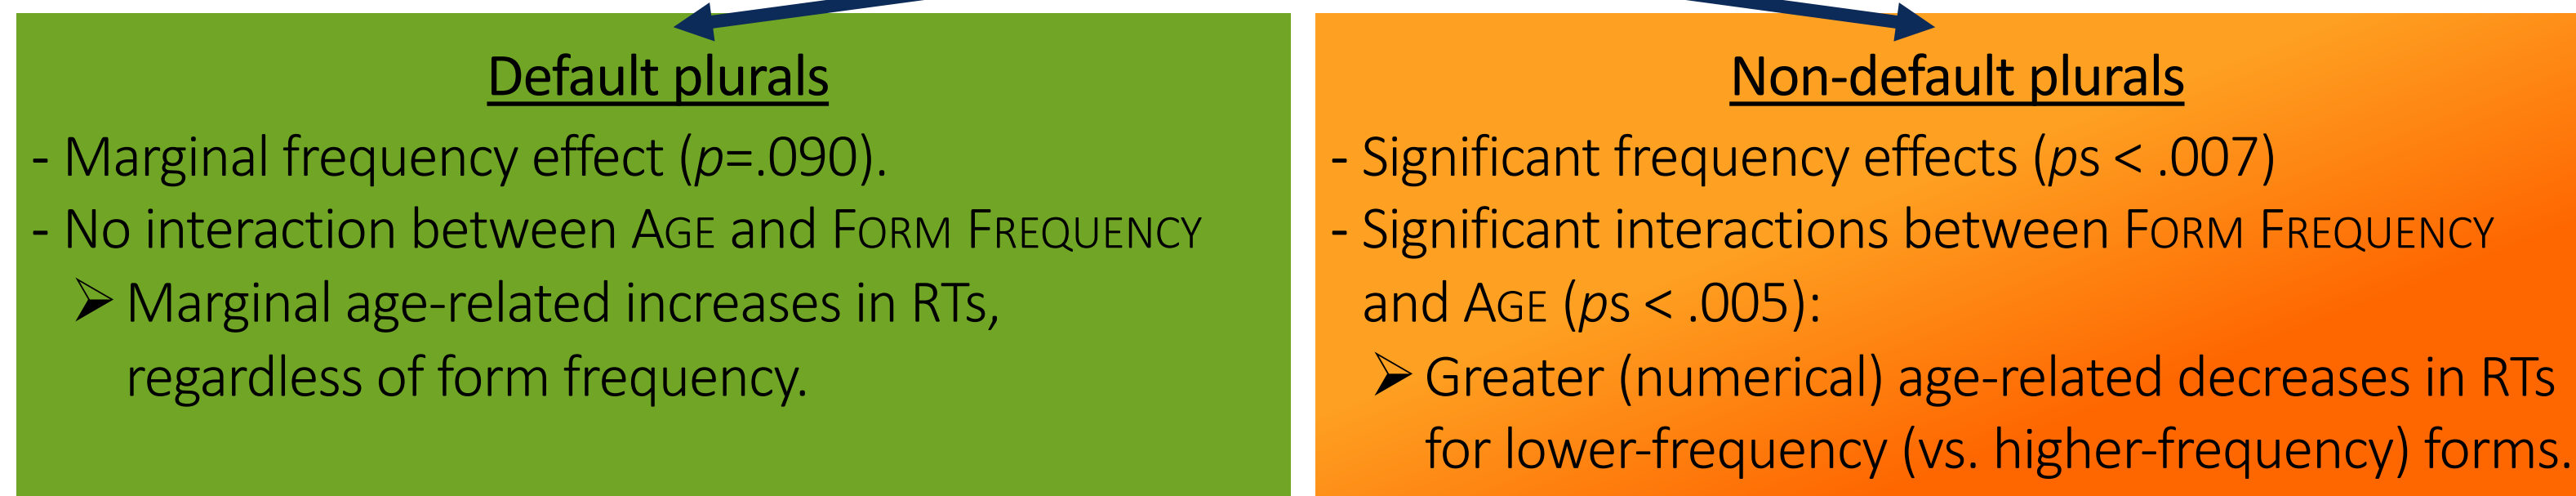 Default plurals
- Marginal frequency effect (p=.090).
- No interaction between AGE and FORM FREQUENCY
➢ Marginal age-related increases in RTs,
regardless of form frequency.
Non-default plurals
- Significant frequency effects (ps < .007)
- Significant interactions between FORM FREQUENCY
and AGE (ps < .005):
➢ Greater (numerical) age-related decreases in RTs
for lower-frequency (vs. higher-frequency) forms.